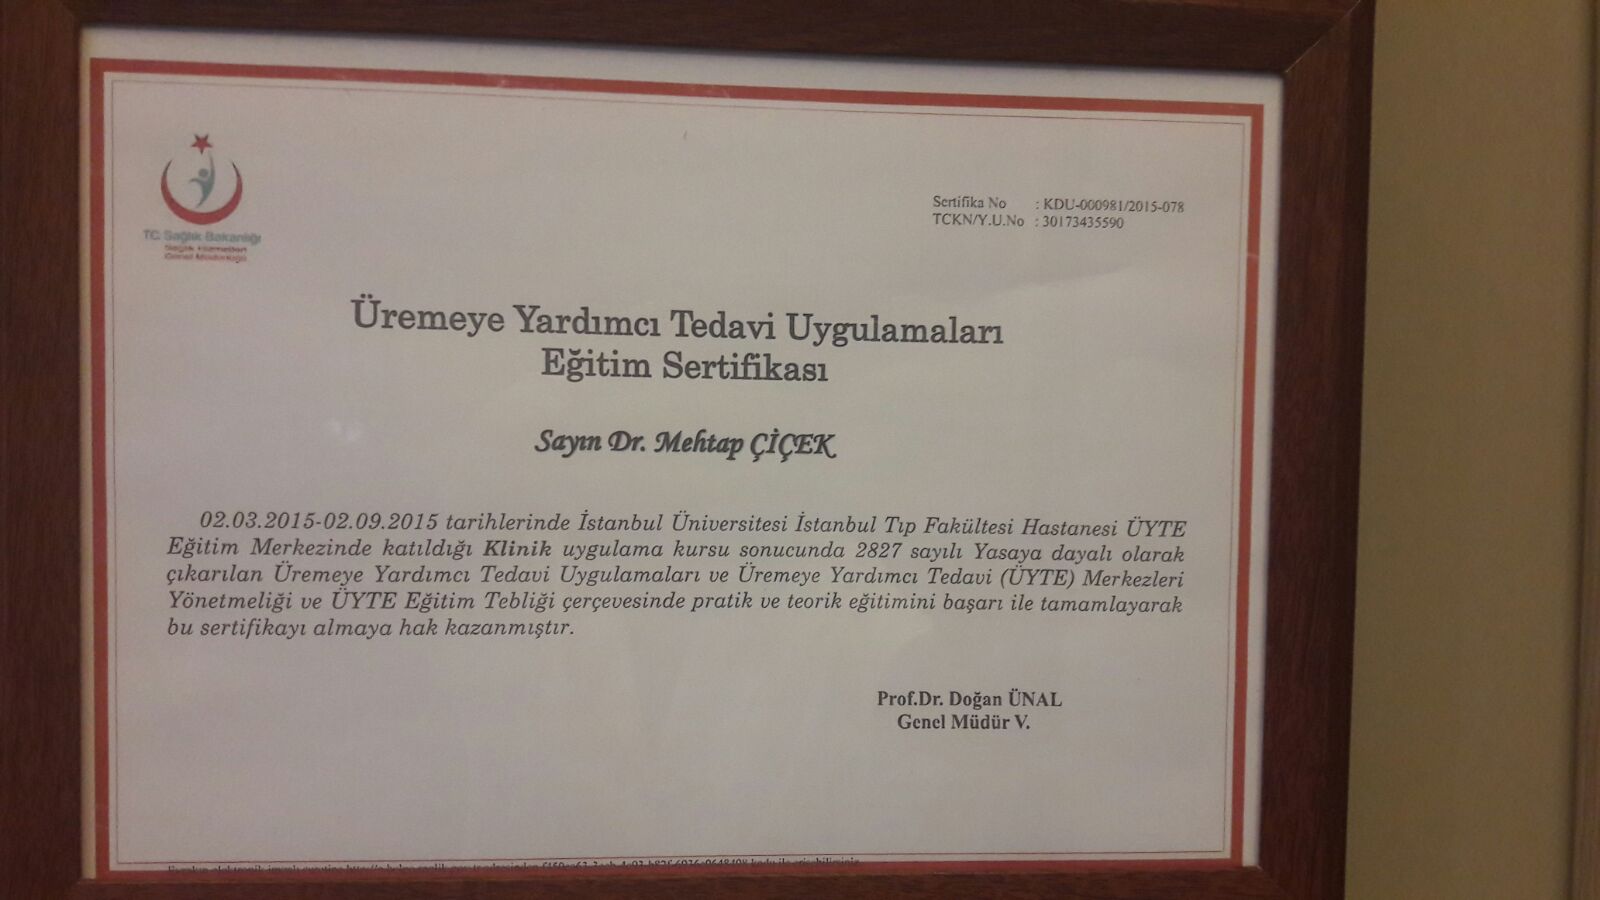 T.C. Sağlık Bakanlığı
Sağlık Hizmetleri
Genel Müdürlüğü
Sertifika No : KDU-000981/2015-078
TCKN/Y.U.No : 30173435590
Üremeye Yardımcı Tedavi Uygulamaları
Eğitim Sertifikası
Sayın Dr. Mehtap ÇİÇEK
02.03.2015-02.09.2015 tarihlerinde İstanbul Üniversitesi İstanbul Tıp Fakültesi Hastanesi ÜYTE
Eğitim Merkezinde katıldığı Klinik uygulama kursu sonucunda 2827 sayılı Yasaya dayalı olarak
çıkarılan Üremeye Yardımcı Tedavi Uygulamaları ve Üremeye Yardımcı Tedavi (ÜYTE) Merkezleri
Yönetmeliği ve ÜYTE Eğitim Tebliği çerçevesinde pratik ve teorik eğitimini başarı ile tamamlayarak
bu sertifikayı almaya hak kazanmıştır.
Prof.Dr. Doğan ÜNAL
Genel Müdür V.